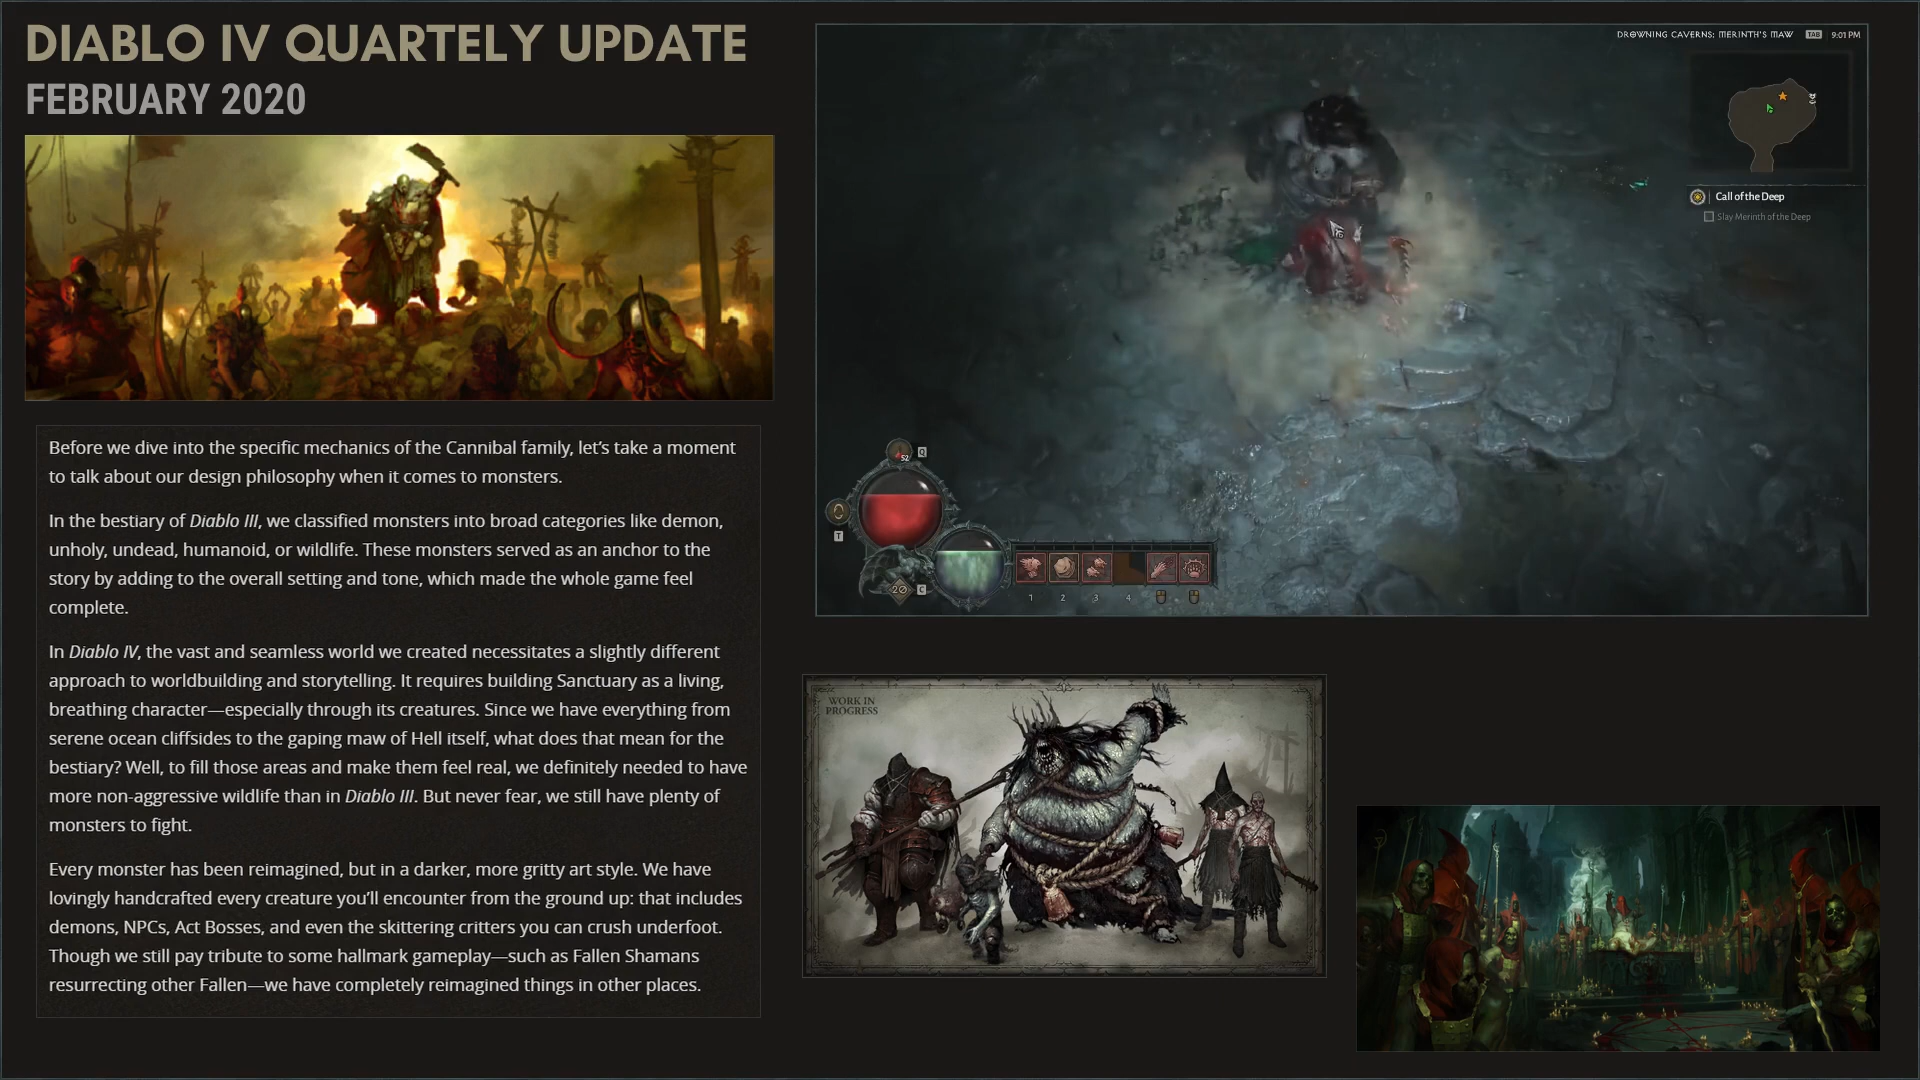 DIABLO IV QUARTELY UPDATE
FEBRUARY 2020
Before we dive into the specific mechanics of the Cannibal family, let’s take a moment
to talk about our design philosophy when it comes to monsters.
In the bestiary of Diablo III, we classified monsters into broad categories like demon,
unholy, undead, humanoid, or wildlife. These monsters served as an anchor to the
story by adding to the overall setting and tone, which made the whole game feel
complete.
In Diablo IV, the vast and seamless world we created necessitates a slightly different
approach to worldbuilding and storytelling. It requires building Sanctuary as a living,
breathing character—especially through its creatures. Since we have everything from
serene ocean cliffsides to the gaping maw of Hell itself, what does that mean for the
bestiary? Well, to fill those areas and make them feel real, we definitely needed to have
more non-aggressive wildlife than in Diablo III. But never fear, we still have plenty of
monsters to fight.
Every monster has been reimagined, but in a darker, more gritty art style. We have
lovingly handcrafted every creature you’ll encounter from the ground up: that includes
demons, NPCs, Act Bosses, and even the skittering critters you can crush underfoot.
Though we still pay tribute to some hallmark gameplay—such as Fallen Shamans
resurrecting other Fallen—we have completely reimagined things in other places.
DROWNING CAVERNS: MERINTH'S MAW TAB 9:01 PM
Call of the Deep
Slay Merinth of the Deep
52 Q
T
20 C
1 2 3 4
WORK IN
PROGRESS